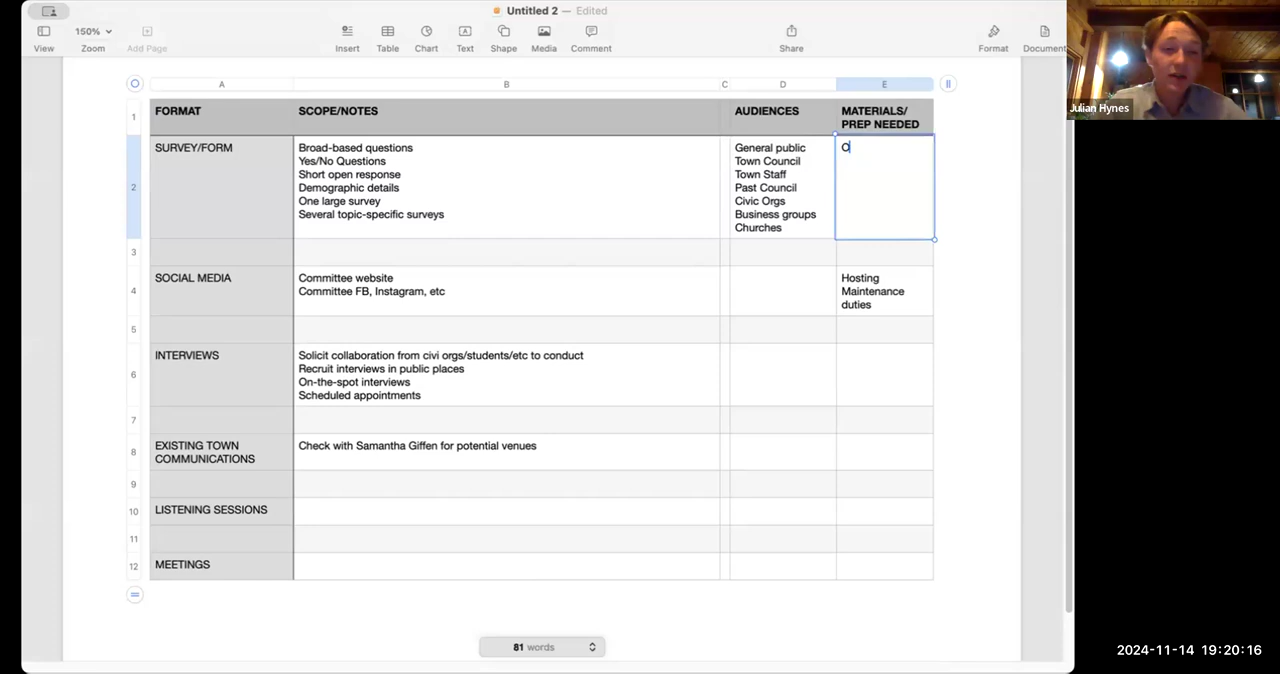 Untitled 2 — Edited
150%
View
Zoom
Add Page
Insert
Table
Chart
Text
Shape
Media
Comment
Share
Format
Document
Julian Hynes
A
B
C
D
E
1
FORMAT
SCOPE/NOTES
AUDIENCES
MATERIALS/
PREP NEEDED
2
SURVEY/FORM
Broad-based questions
Yes/No Questions
Short open response
Demographic details
One large survey
Several topic-specific surveys
General public
Town Council
Town Staff
Past Council
Civic Orgs
Business groups
Churches
O
3
4
SOCIAL MEDIA
Committee website
Committee FB, Instagram, etc
Hosting
Maintenance
duties
5
6
INTERVIEWS
Solicit collaboration from civi orgs/students/etc to conduct
Recruit interviews in public places
On-the-spot interviews
Scheduled appointments
7
8
EXISTING TOWN
COMMUNICATIONS
Check with Samantha Giffen for potential venues
9
10
LISTENING SESSIONS
11
12
MEETINGS
81 words
2024-11-14 19:20:16